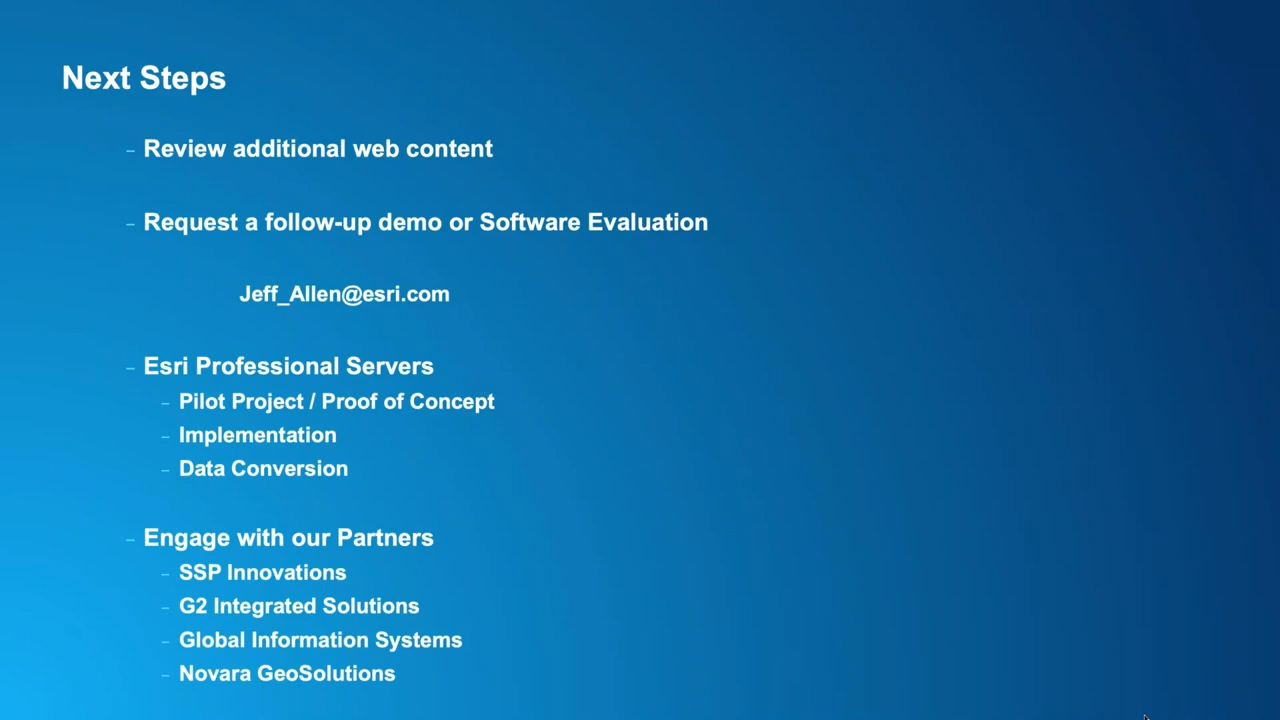 Next Steps
– Review additional web content
– Request a follow-up demo or Software Evaluation
Jeff_Allen@esri.com
– Esri Professional Servers
– Pilot Project / Proof of Concept
– Implementation
– Data Conversion
– Engage with our Partners
– SSP Innovations
– G2 Integrated Solutions
– Global Information Systems
– Novara GeoSolutions